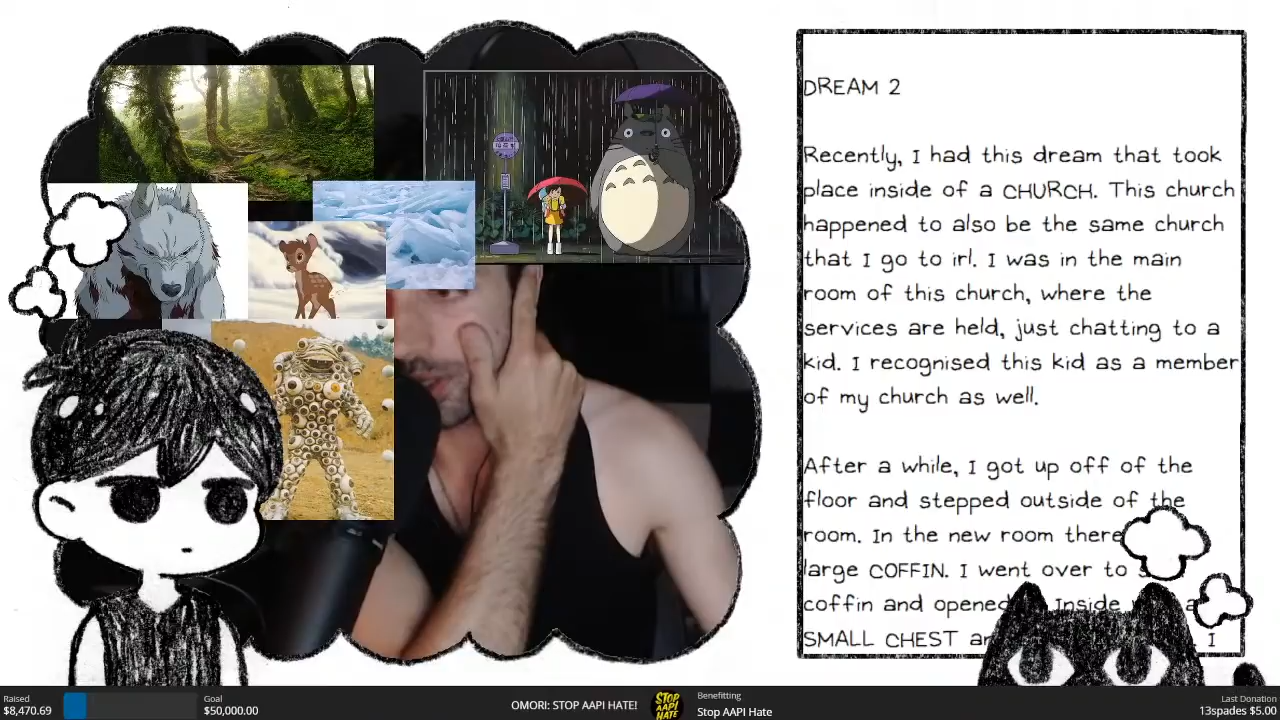 DREAM 2
Recently, I had this dream that took
place inside of a CHURCH. This church
happened to also be the same church
that I go to irl. I was in the main
room of this church, where the
services are held, just chatting to a
kid. I recognised this kid as a member
of my church as well.
After a while, I got up off of the
floor and stepped outside of the
room. In the new room there
large COFFIN. I went over to
coffin and opened Inside
SMALL CHEST I
Raised
$8,470.69
Goal
$50,000.00
OMORI: STOP AAPI HATE!
STOP
AAPI
HATE
Benefitting
Stop AAPI Hate
Last Donation
13spades $5.00